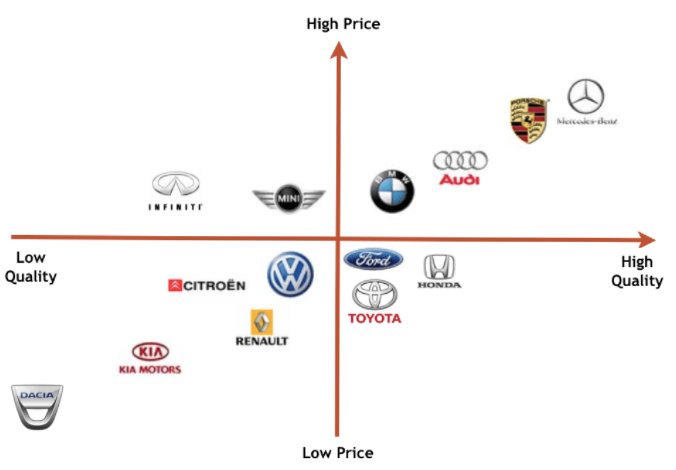 High Price
PORSCHE
Mercedes-Benz
BMW
Audi
INFINITI
MINI
Low
Quality
High
Quality
Ford
CITROËN
HONDA
TOYOTA
RENAULT
KIA
KIA MOTORS
DACIA
Low Price